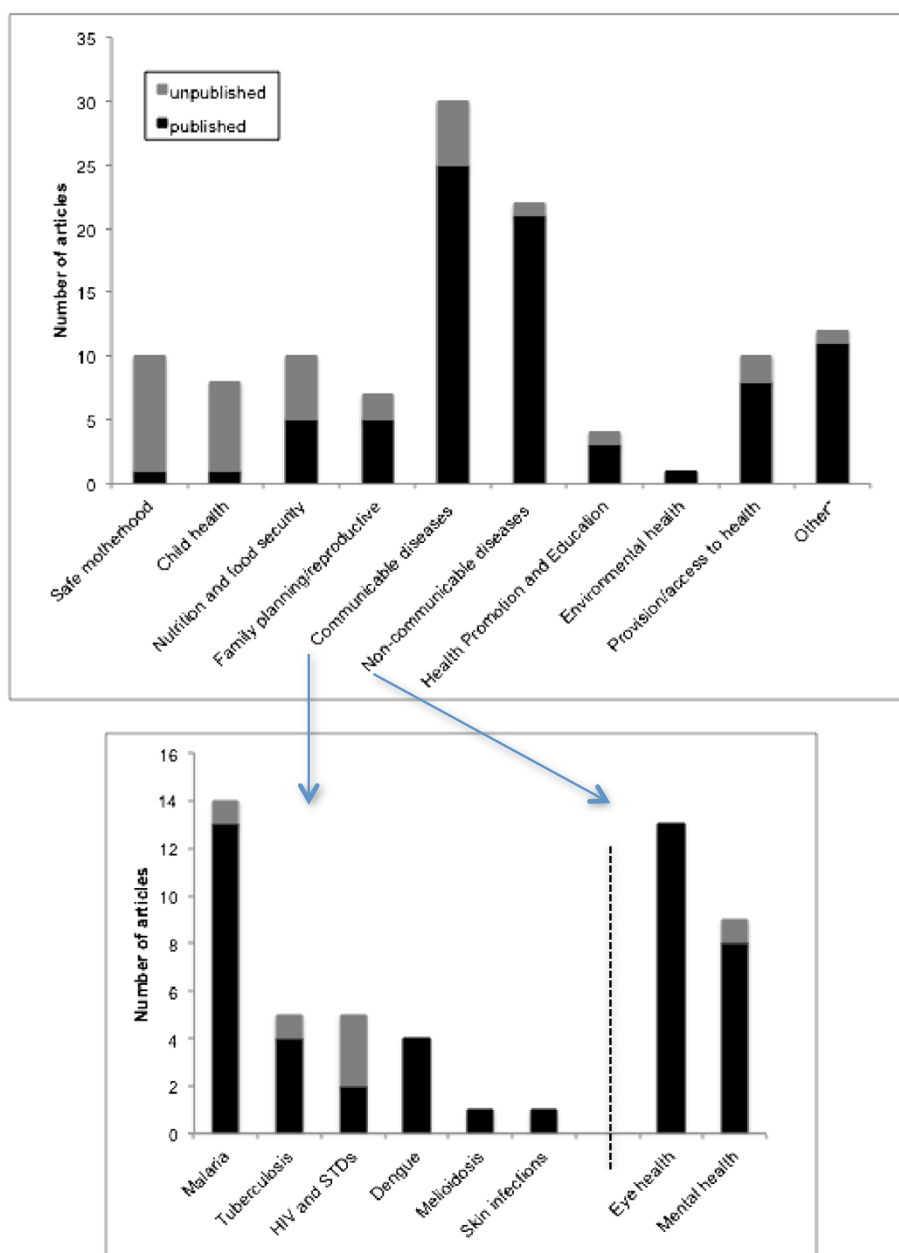 35
30
25
20
15
10
5
0
Number of articles
unpublished
published
Safe motherhood
Child health
Nutrition and food security
Family planning/reproductive
Communicable diseases
Non-communicable diseases
Health Promotion and Education
Environmental health
Provision/access to health
Other*
16
14
12
10
8
6
4
2
0
Number of articles
Malaria
Tuberculosis
HIV and STDs
Dengue
Melioidosis
Skin infections
Eye health
Mental health